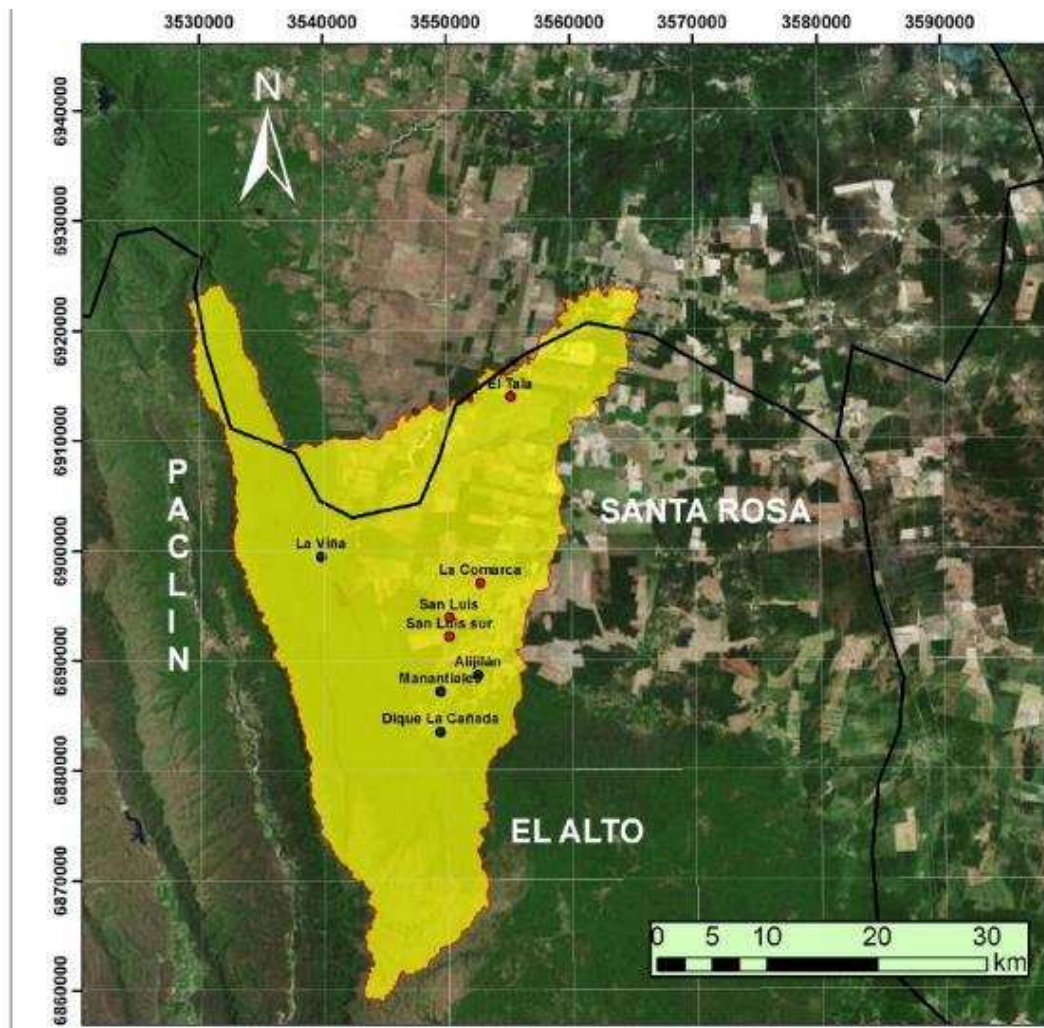 3530000 3540000 3550000 3560000 3570000 3580000 3590000
6940000
6930000
6920000
6910000
6900000
6890000
6880000
6870000
6860000
N
El Tala
PACLIN
SANTA ROSA
La Viña
La Comarca
San Luis
San Luis sur
Alijilán
Manantiales
Dique La Cañada
EL ALTO
0 5 10 20 30
km